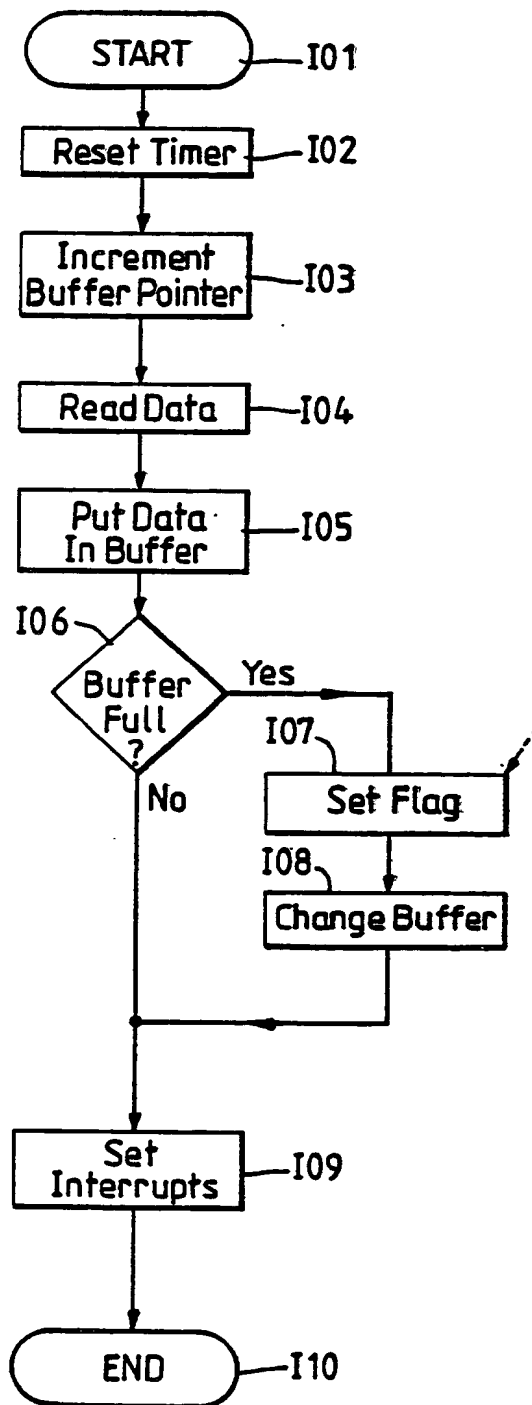 START
I01
Reset Timer
I02
Increment
Buffer Pointer
I03
Read Data
I04
Put Data
In Buffer
I05
I06
Buffer
Full
?
Yes
No
I07
Set Flag
I08
Change Buffer
Set
Interrupts
I09
END
I10